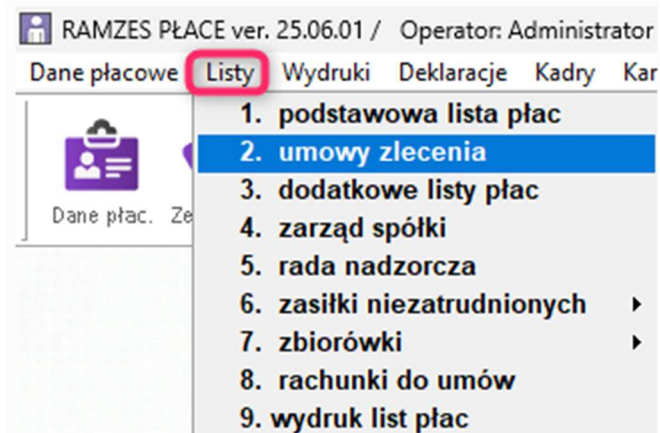 RAMZES PŁACE ver. 25.06.01 / Operator: Administrator
Dane płacowe Listy Wydruki Deklaracje Kadry
1. podstawowa lista płac
2. umowy zlecenia
3. dodatkowe listy płac
Dane płac.
4. zarząd spółki
5. rada nadzorcza
6. zasiłki niezatrudnionych
7. zbiorówki
8. rachunki do umów
9. wydruk list płac